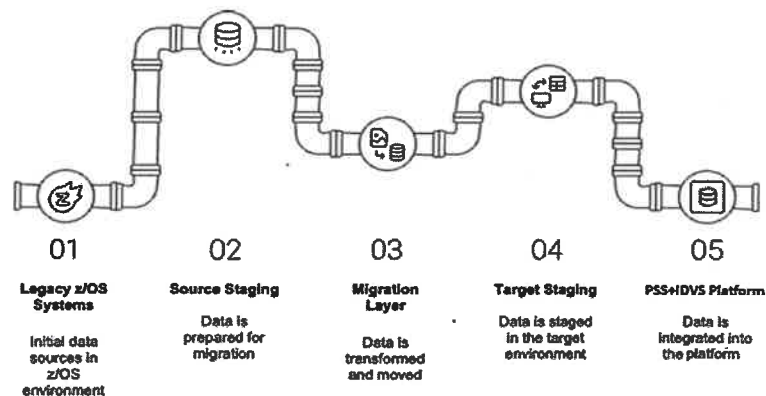 01
Legacy z/OS
Systems
Initial data
sources in
z/OS
environment
02
Source Staging
Data is
prepared for
migration
03
Migration
Layer
Data is
transformed
and moved
04
Target Staging
Data is staged
in the target
environment
05
PSS+IDVS Platform
Data is
integrated into
the platform